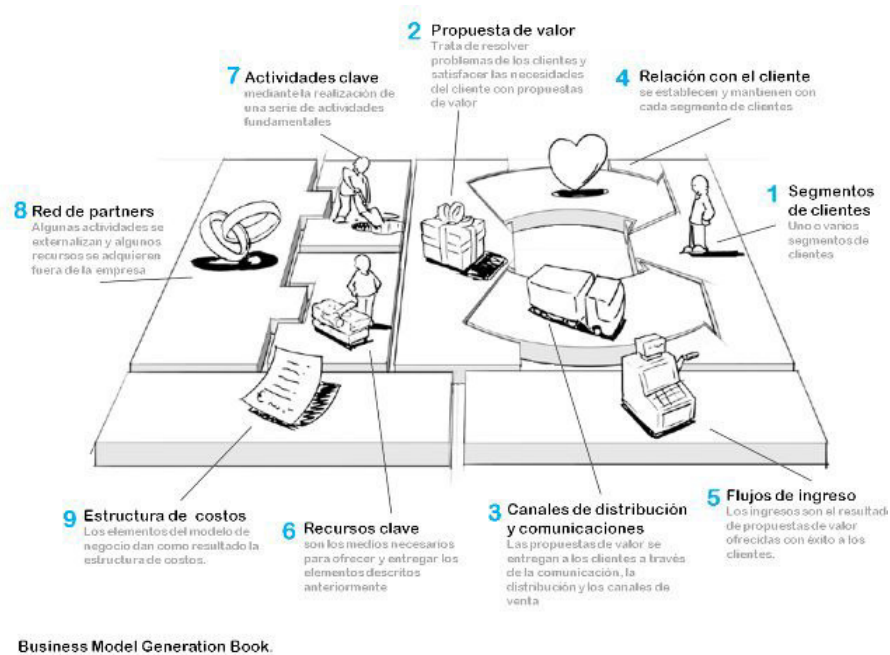 2 Propuesta de valor
Trata de resolver
problemas de los clientes y
satisfacer las necesidades
del cliente con propuestas
de valor
7 Actividades clave
mediante la realización de
una serie de actividades
fundamentales
4 Relación con el cliente
se establecen y mantienen con
cada segmento de clientes
8 Red de partners
Algunas actividades se
externalizan y algunos
recursos se adquieren
fuera de la empresa
1 Segmentos
de clientes
Uno o varios
segmentos de
clientes
9 Estructura de costos
Los elementos del modelo de
negocio dan como resultado la
estructura de costos.
6 Recursos clave
son los medios necesarios
para ofrecer y entregar los
elementos descritos
anteriormente
3 Canales de distribución
y comunicaciones
Las propuestas de valor se
entregan a los clientes a través
de la comunicación, la
distribución y los canales de
venta
5 Flujos de ingreso
Los ingresos son el resultado
de propuestas de valor
ofrecidas con éxito a los
clientes.
Business Model Generation Book.